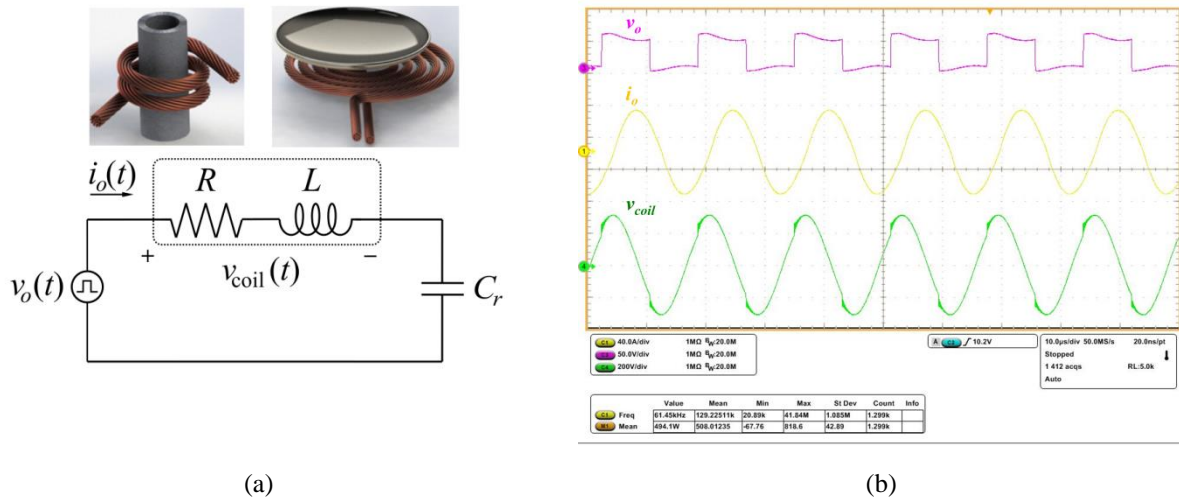 i_o(t)
R
L
+
v_coil(t)
−
v_o(t)
C_r
(a)
v_o
3
i_o
1
v_coil
4
C1 40.0A/div 1MΩ B_W:20.0M
C3 50.0V/div 1MΩ B_W:20.0M
C4 200V/div 1MΩ B_W:20.0M
A C2 10.2V
10.0µs/div 50.0MS/s 20.0ns/pt
Stopped
1 412 acqs RL:5.0k
Auto
Value Mean Min Max St Dev Count Info
C1 Freq 61.45kHz 129.22511k 20.89k 41.84M 1.085M 1.299k
M1 Mean 494.1W 508.01235 -67.76 818.6 42.89 1.299k
(b)